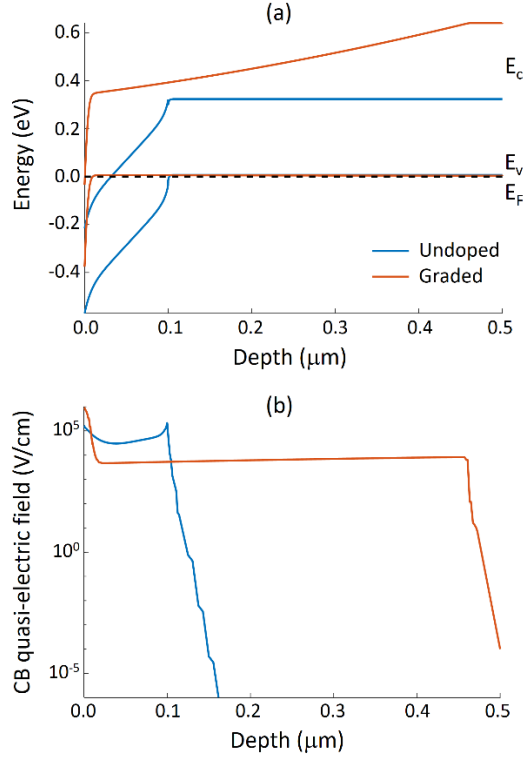 (a)
0.6
0.4
0.2
0.0
-0.2
-0.4
Energy (eV)
E_c
E_v
E_F
Undoped
Graded
0.0 0.1 0.2 0.3 0.4 0.5
Depth (μm)
(b)
10^5
10^0
10^-5
CB quasi-electric field (V/cm)
0.0 0.1 0.2 0.3 0.4 0.5
Depth (μm)